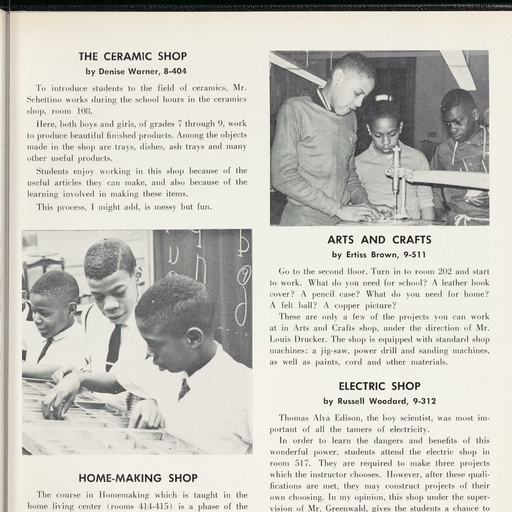 THE CERAMIC SHOP
by Denise Warner, 8-404
To introduce students to the field of ceramics, Mr.
Schettino works during the school hours in the ceramics
shop, room 108.
Here, both boys and girls, of grades 7 through 9, work
to produce beautiful finished products. Among the objects
made in the shop are trays, dishes, ash trays and many
other useful products.
Students enjoy working in this shop because of the
useful articles they can make, and also because of the
learning involved in making these items.
This process, I might add, is messy but fun.
HOME-MAKING SHOP
The course in Homemaking which is taught in the
home living center (rooms 414-415) is a phase of the
ARTS AND CRAFTS
by Ertiss Brown, 9-511
Go to the second floor. Turn in to room 202 and start
to work. What do you need for school? A leather book
cover? A pencil case? What do you need for home?
A felt ball? A copper picture?
These are only a few of the projects you can work
at in Arts and Crafts shop, under the direction of Mr.
Louis Drucker. The shop is equipped with standard shop
machines: a jig-saw, power drill and sanding machines,
as well as paints, cord and other materials.
ELECTRIC SHOP
by Russell Woodard, 9-312
Thomas Alva Edison, the boy scientist, was most im-
portant of all the tamers of electricity.
In order to learn the dangers and benefits of this
wonderful power, students attend the electric shop in
room 517. They are required to make three projects
which the instructor chooses. However, after these quali-
fications are met, they may construct projects of their
own choosing. In my opinion, this shop under the super-
vision of Mr. Greenwald, gives the students a chance to